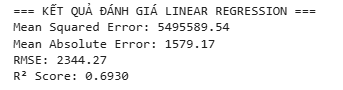 === KẾT QUẢ ĐÁNH GIÁ LINEAR REGRESSION ===
Mean Squared Error: 5495589.54
Mean Absolute Error: 1579.17
RMSE: 2344.27
R² Score: 0.6930